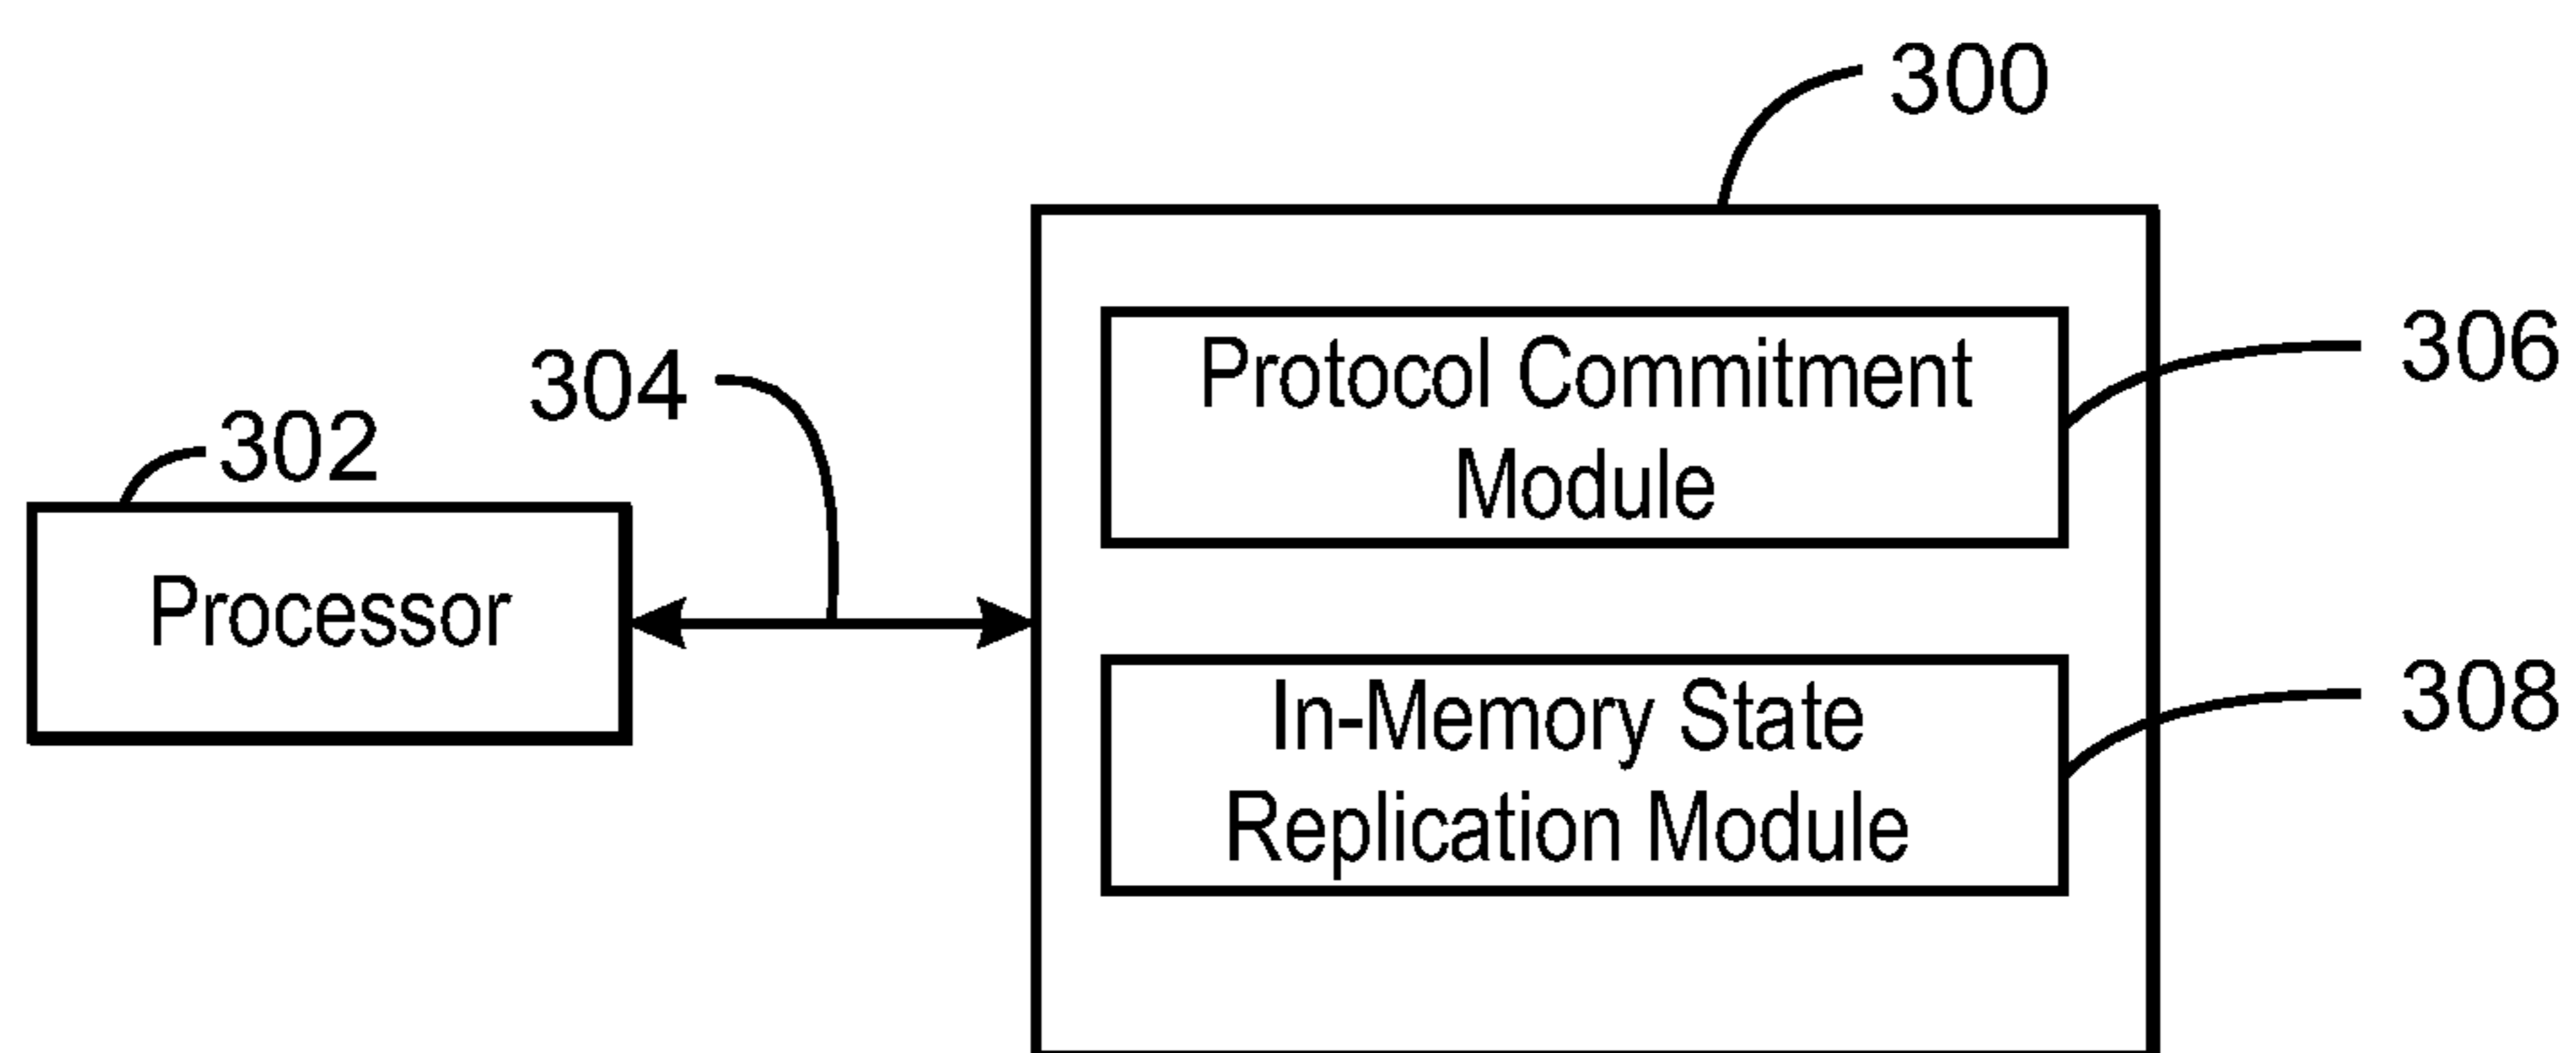 300
Protocol Commitment
Module
306
304
302
Processor
In-Memory State
Replication Module
308